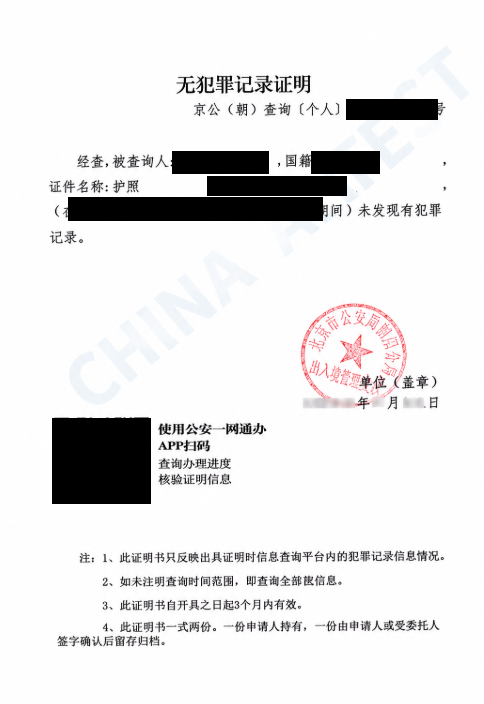 无犯罪记录证明
京公（朝）查询〔个人〕号
经查,被查询人: ,国籍 ,
证件名称:护照 ,
（在 期间）未发现有犯罪
记录。
CHINA ATTEST
北京市公安局朝阳分局
出入境管理支队
单位（盖章）
年 月 日
使用公安一网通办
APP扫码
查询办理进度
核验证明信息
注：1、此证明书只反映出具证明时信息查询平台内的犯罪记录信息情况。
2、如未注明查询时间范围，即查询全部信息。
3、此证明书自开具之日起3个月内有效。
4、此证明书一式两份。一份申请人持有，一份由申请人或受委托人
签字确认后留存归档。